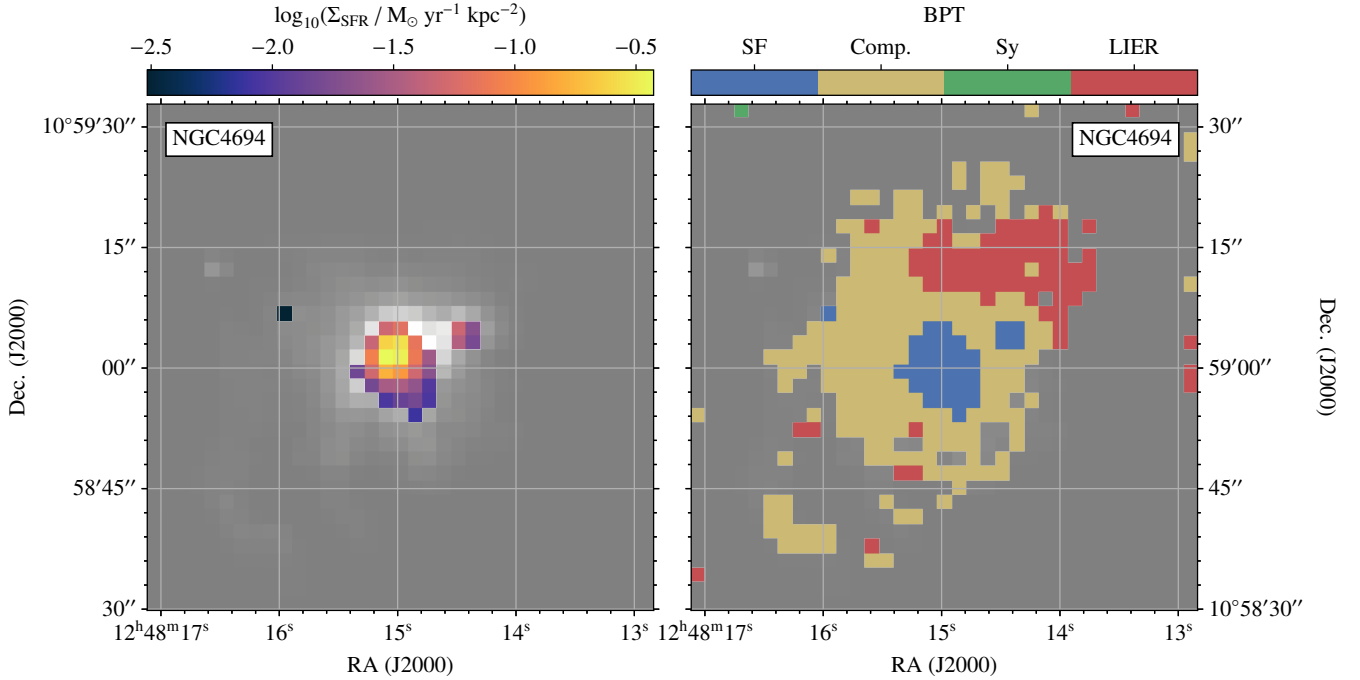 log₁₀(Σ_SFR / M_⊙ yr⁻¹ kpc⁻²)
−2.5 −2.0 −1.5 −1.0 −0.5
BPT
SF Comp. Sy LIER
NGC4694
NGC4694
10°59′30″
15″
00″
58′45″
30″
Dec. (J2000)
30″
15″
59′00″
45″
10°58′30″
Dec. (J2000)
12ʰ48ᵐ17ˢ 16ˢ 15ˢ 14ˢ 13ˢ
RA (J2000)
12ʰ48ᵐ17ˢ 16ˢ 15ˢ 14ˢ 13ˢ
RA (J2000)